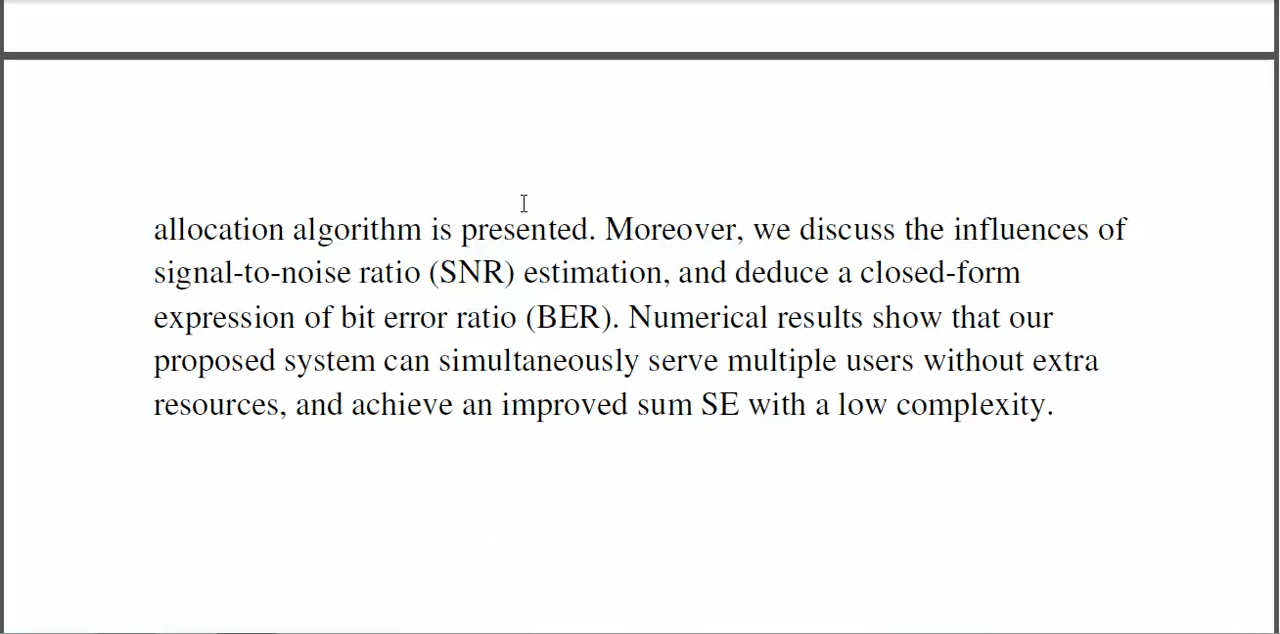 allocation algorithm is presented. Moreover, we discuss the influences of
signal-to-noise ratio (SNR) estimation, and deduce a closed-form
expression of bit error ratio (BER). Numerical results show that our
proposed system can simultaneously serve multiple users without extra
resources, and achieve an improved sum SE with a low complexity.